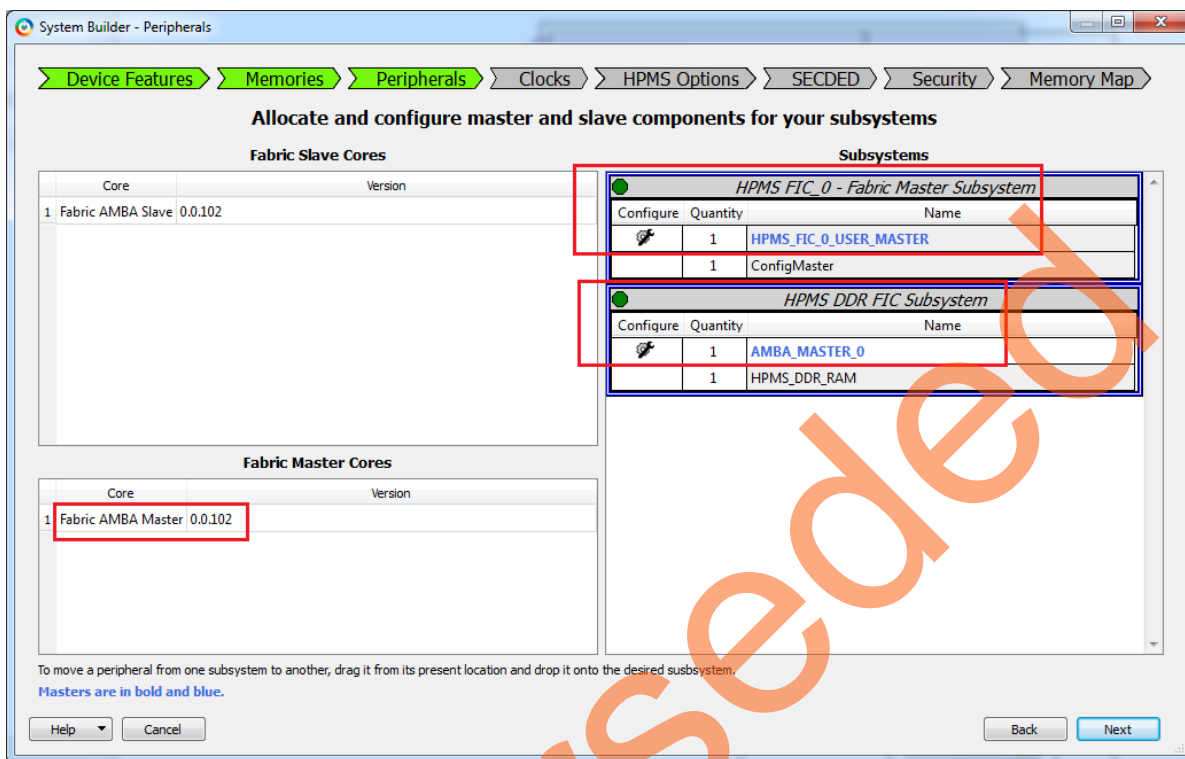 System Builder - Peripherals
Device Features Memories Peripherals Clocks HPMS Options SECDED Security Memory Map
Allocate and configure master and slave components for your subsystems
Fabric Slave Cores
Core Version
1 Fabric AMBA Slave 0.0.102
Fabric Master Cores
Core Version
1 Fabric AMBA Master 0.0.102
Subsystems
HPMS FIC_0 - Fabric Master Subsystem
Configure Quantity Name
1 HPMS_FIC_0_USER_MASTER
1 ConfigMaster
HPMS DDR FIC Subsystem
Configure Quantity Name
1 AMBA_MASTER_0
1 HPMS_DDR_RAM
To move a peripheral from one subsystem to another, drag it from its present location and drop it onto the desired susbsystem.
Masters are in bold and blue.
Help Cancel Back Next
seded